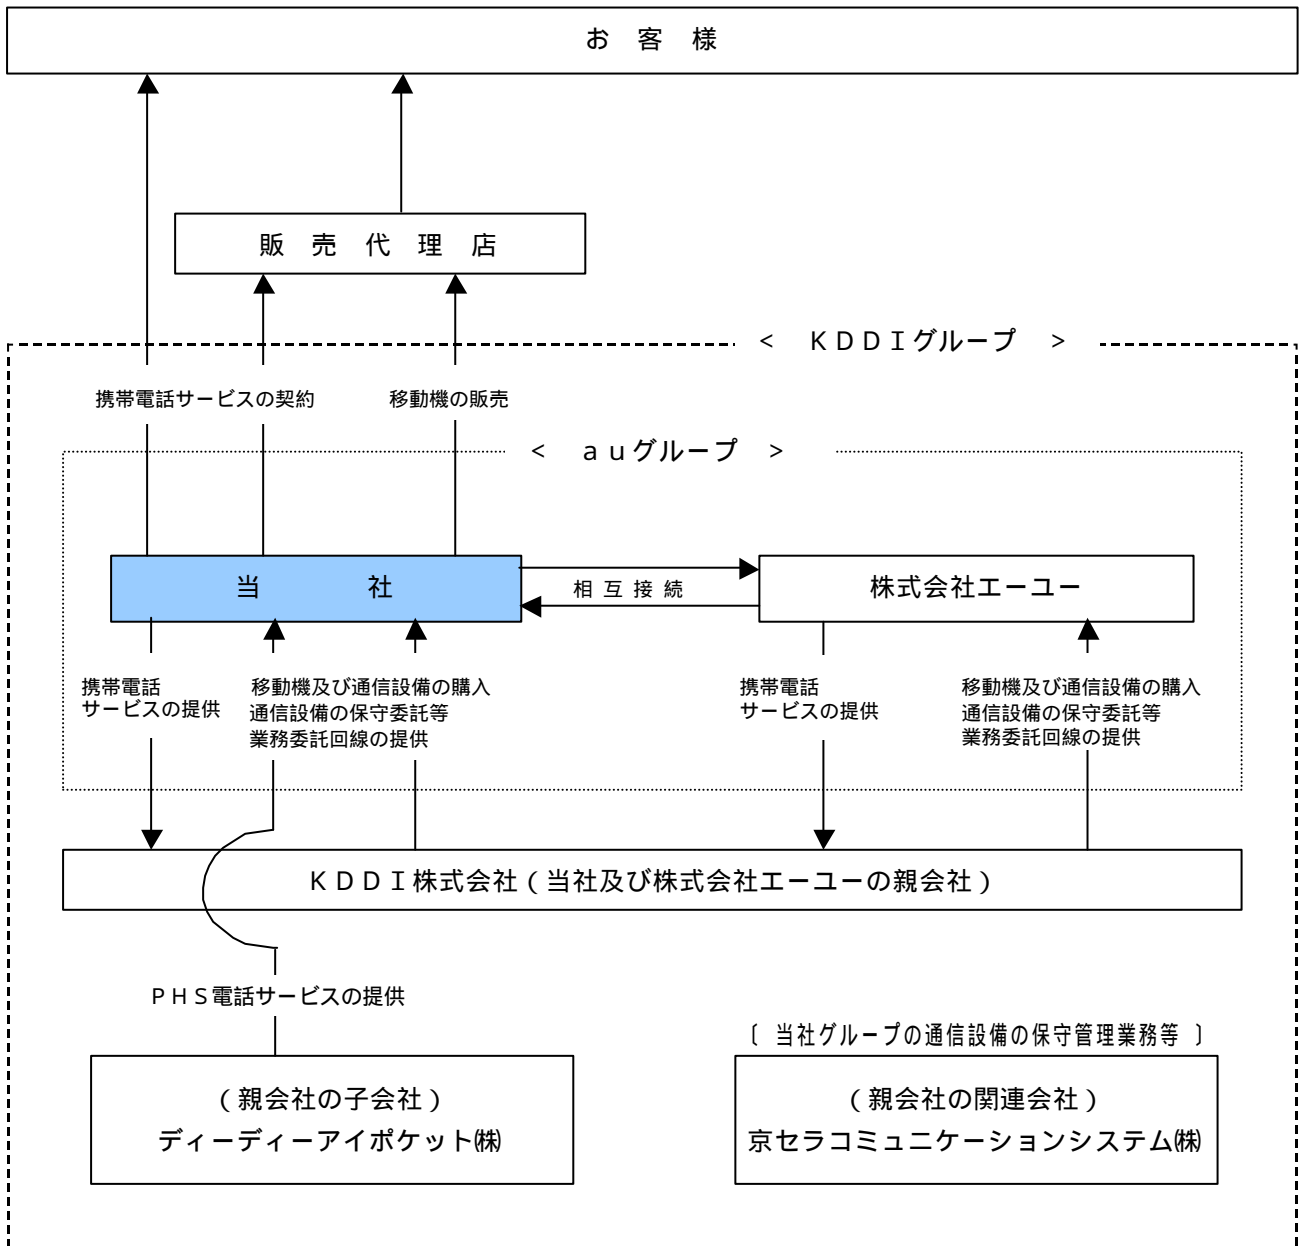 お　客　様
販　売　代　理　店
＜　ＫＤＤＩグループ　＞
携帯電話サービスの契約
移動機の販売
＜　ａｕグループ　＞
当　　　　社
相 互 接 続
株式会社エーユー
携帯電話
サービスの提供
移動機及び通信設備の購入
通信設備の保守委託等
業務委託回線の提供
携帯電話
サービスの提供
移動機及び通信設備の購入
通信設備の保守委託等
業務委託回線の提供
ＫＤＤＩ株式会社（当社及び株式会社エーユーの親会社）
ＰＨＳ電話サービスの提供
〔 当社グループの通信設備の保守管理業務等 〕
（親会社の子会社）
ディーディーアイポケット㈱
（親会社の関連会社）
京セラコミュニケーションシステム㈱